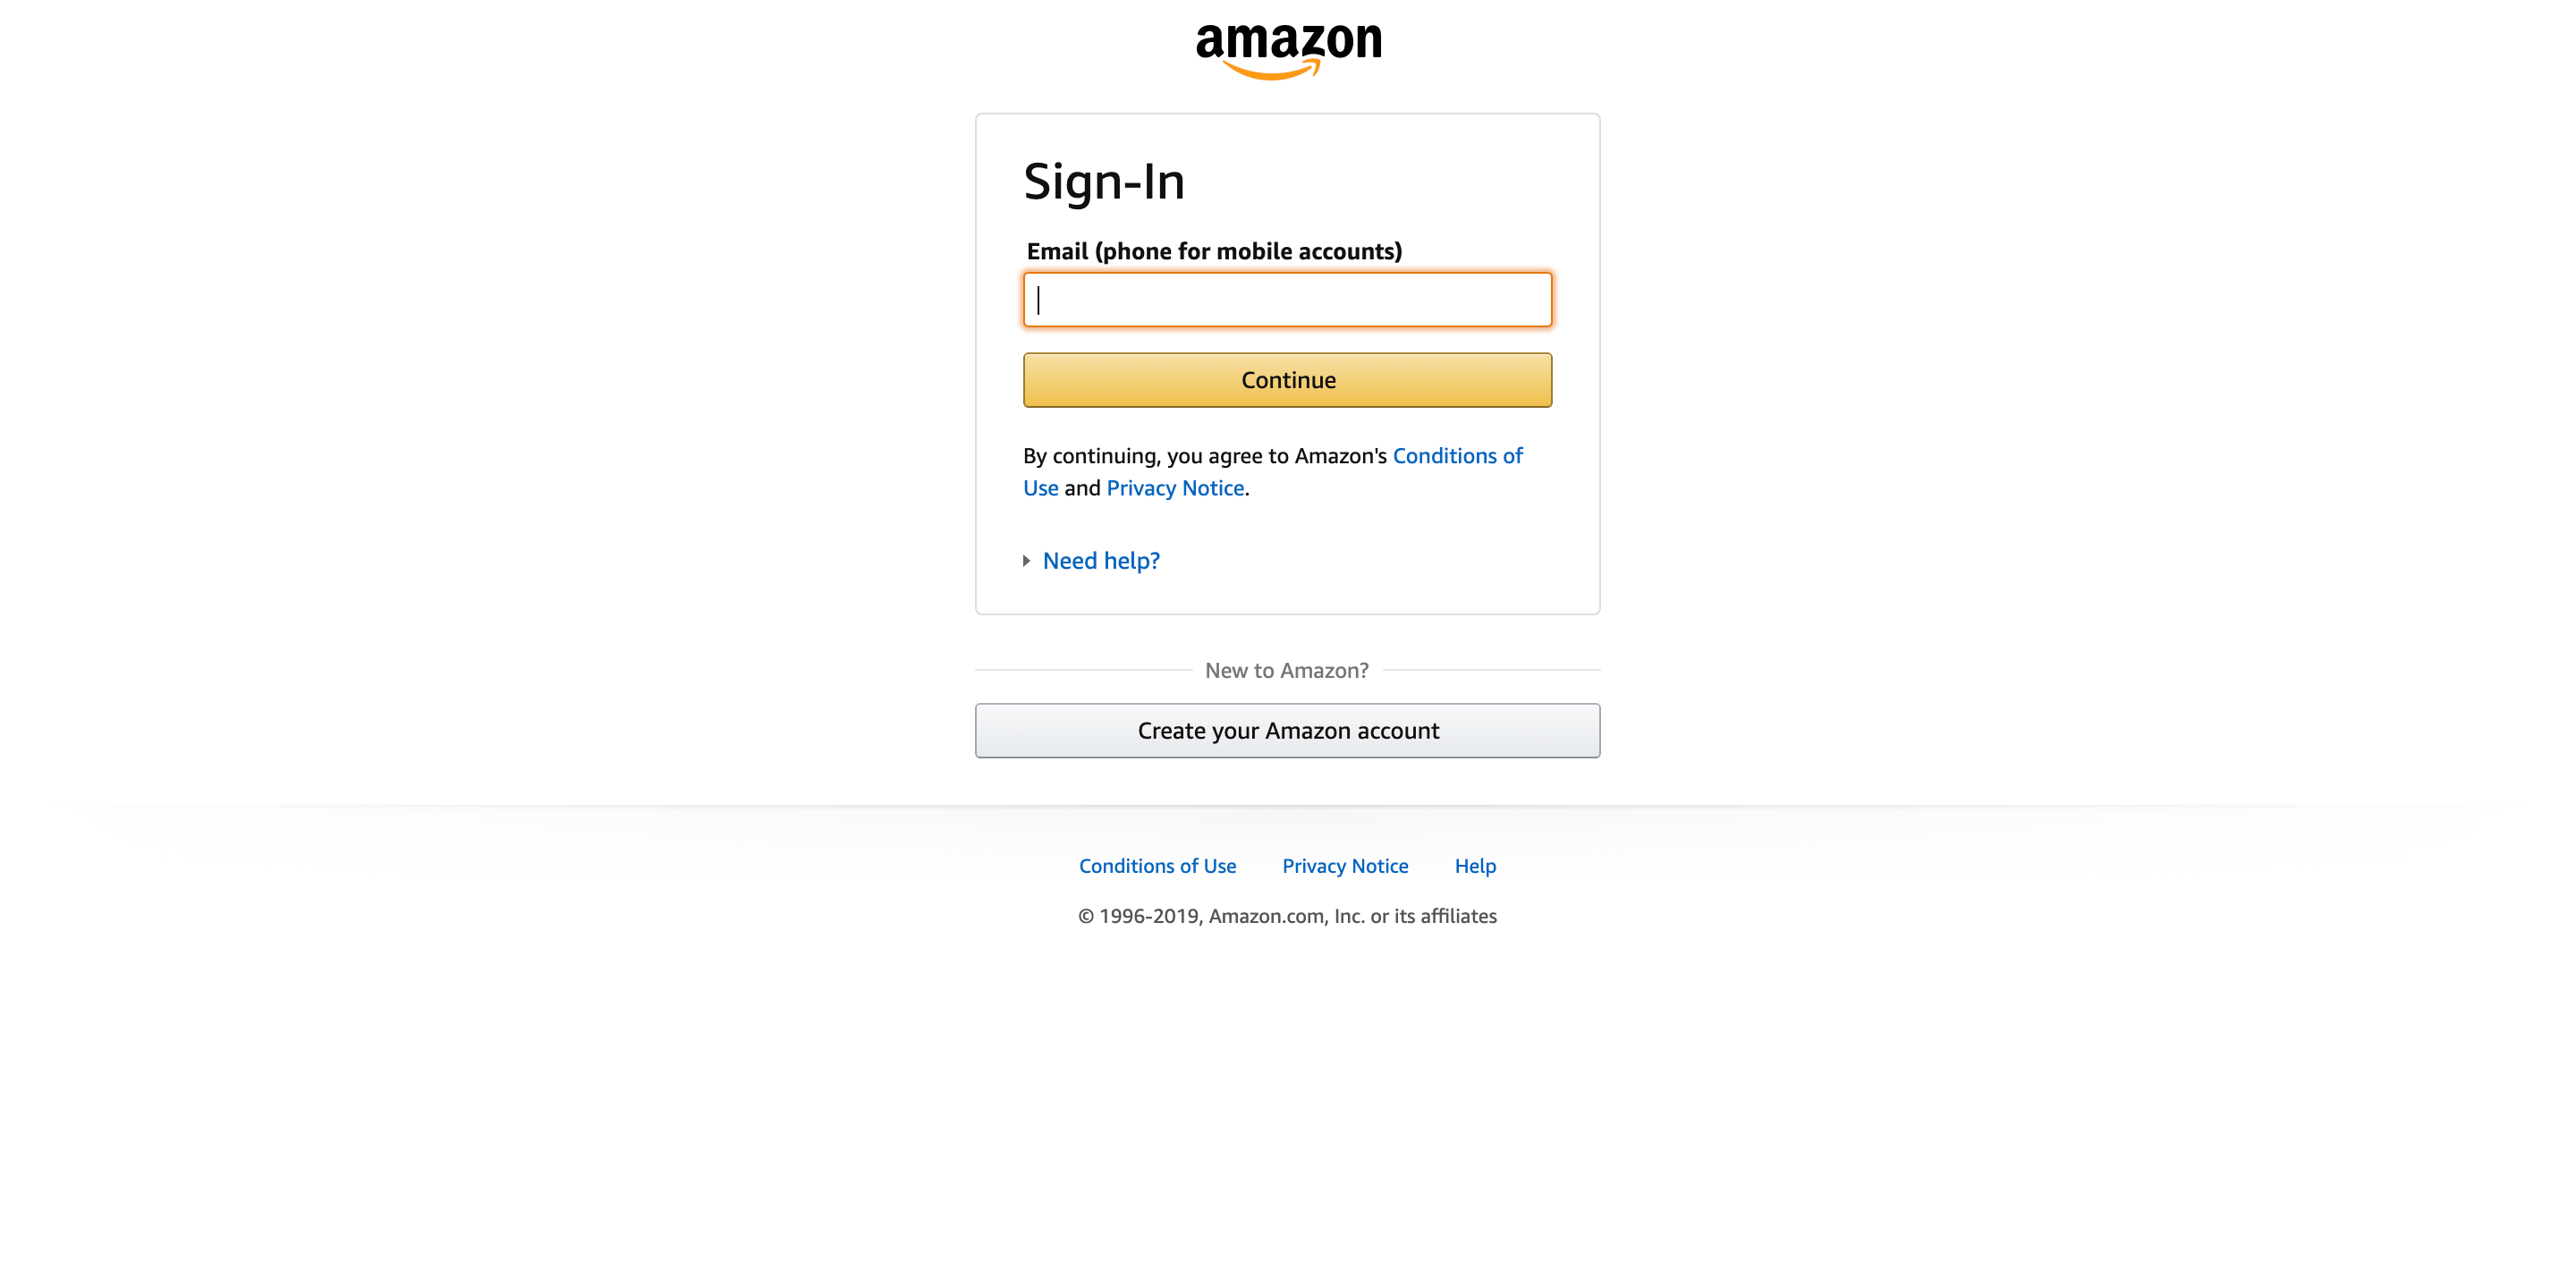 amazon
Sign-In
Email (phone for mobile accounts)
Continue
By continuing, you agree to Amazon's Conditions of
Use and Privacy Notice.
Need help?
New to Amazon?
Create your Amazon account
Conditions of Use Privacy Notice Help
© 1996-2019, Amazon.com, Inc. or its affiliates